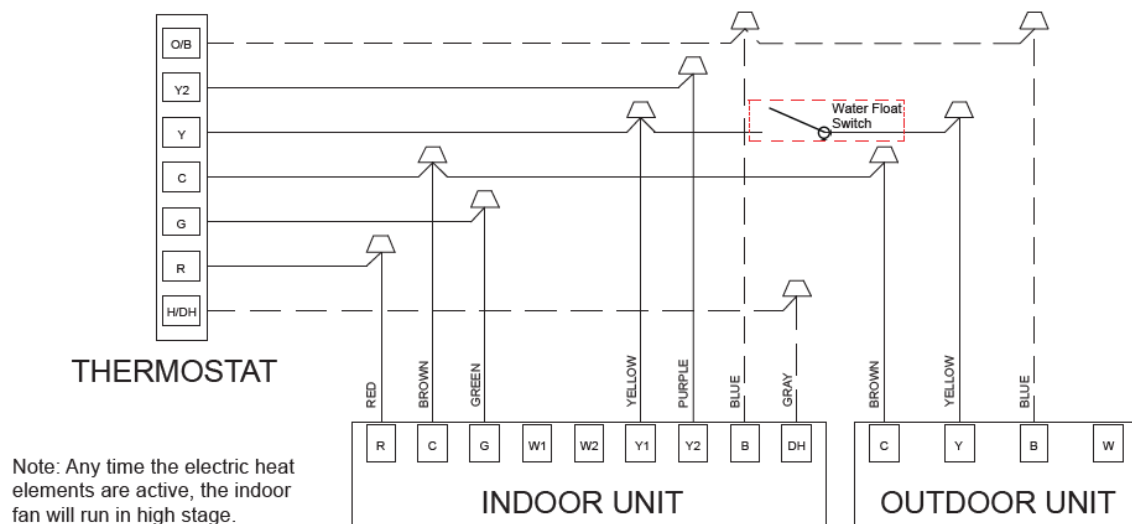 O/B
Y2
Y
C
G
R
H/DH
THERMOSTAT
Water Float
Switch
RED
BROWN
GREEN
YELLOW
PURPLE
BLUE
GRAY
BROWN
YELLOW
BLUE
R C G W1 W2 Y1 Y2 B DH
C Y B W
INDOOR UNIT
OUTDOOR UNIT
Note: Any time the electric heat
elements are active, the indoor
fan will run in high stage.